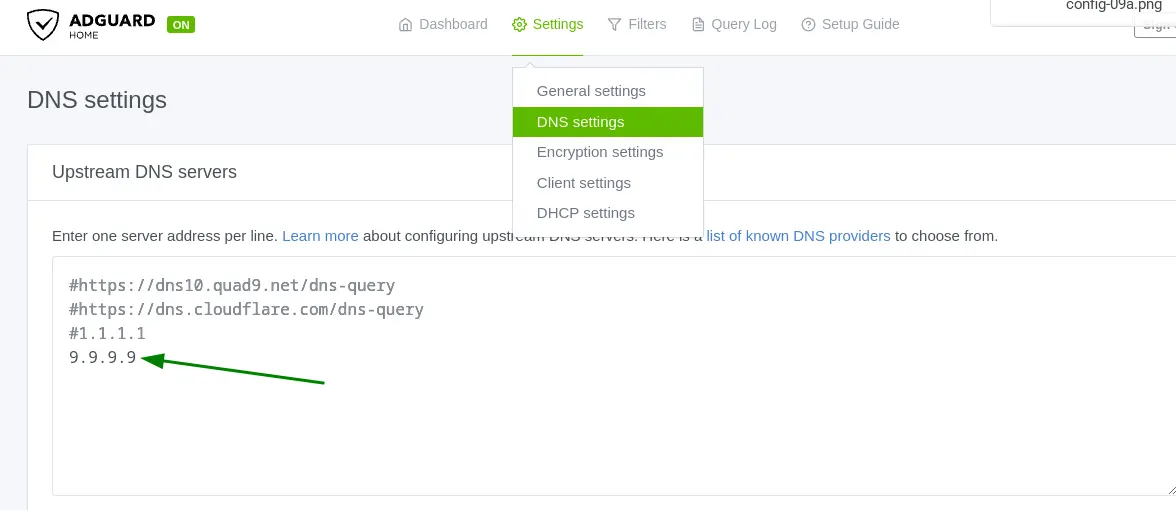 config-09a.png
ADGUARD
HOME
ON
Dashboard Settings Filters Query Log Setup Guide
General settings
DNS settings
Encryption settings
Client settings
DHCP settings
DNS settings
Upstream DNS servers
Enter one server address per line. Learn more about configuring upstream DNS servers. Here is a list of known DNS providers to choose from.
#https://dns10.quad9.net/dns-query
#https://dns.cloudflare.com/dns-query
#1.1.1.1
9.9.9.9